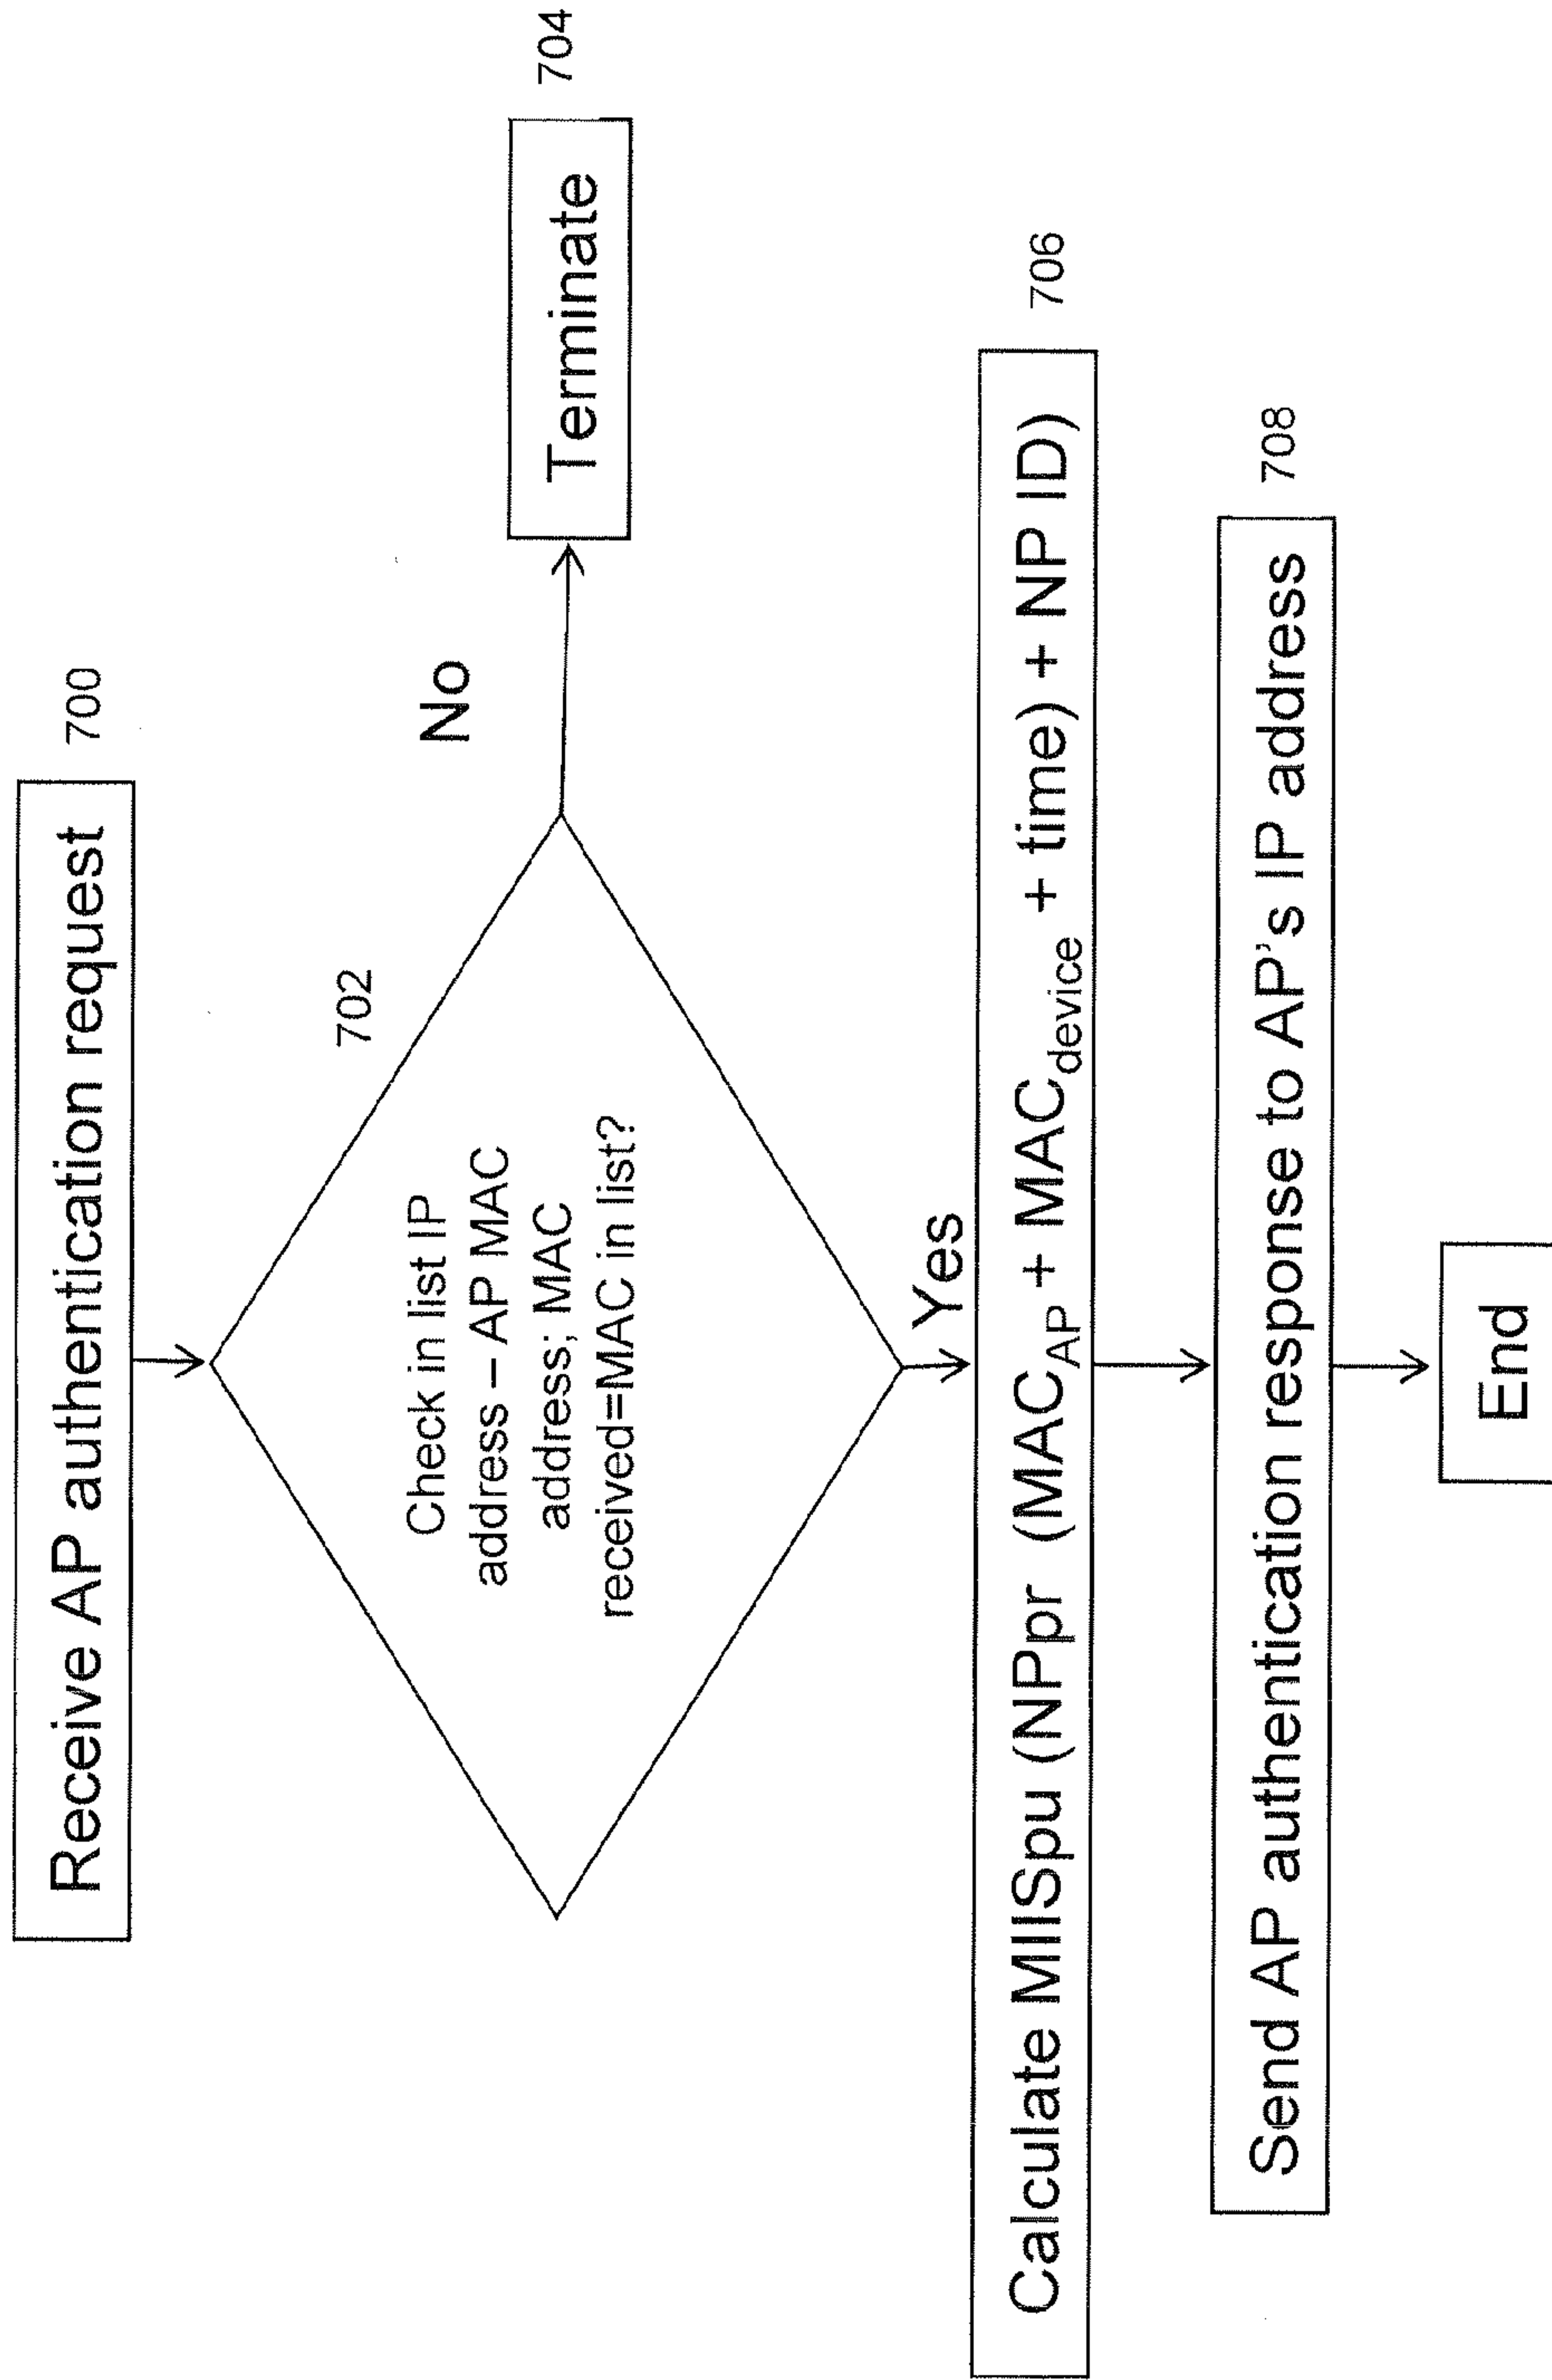 Receive AP authentication request
700
702
Check in list IP
address – AP MAC
address; MAC
received=MAC in list?
No
Terminate
704
Yes
Calculate MIISpu (NPpr (MACAP + MACdevice + time) + NP ID)
706
Send AP authentication response to AP's IP address
708
End